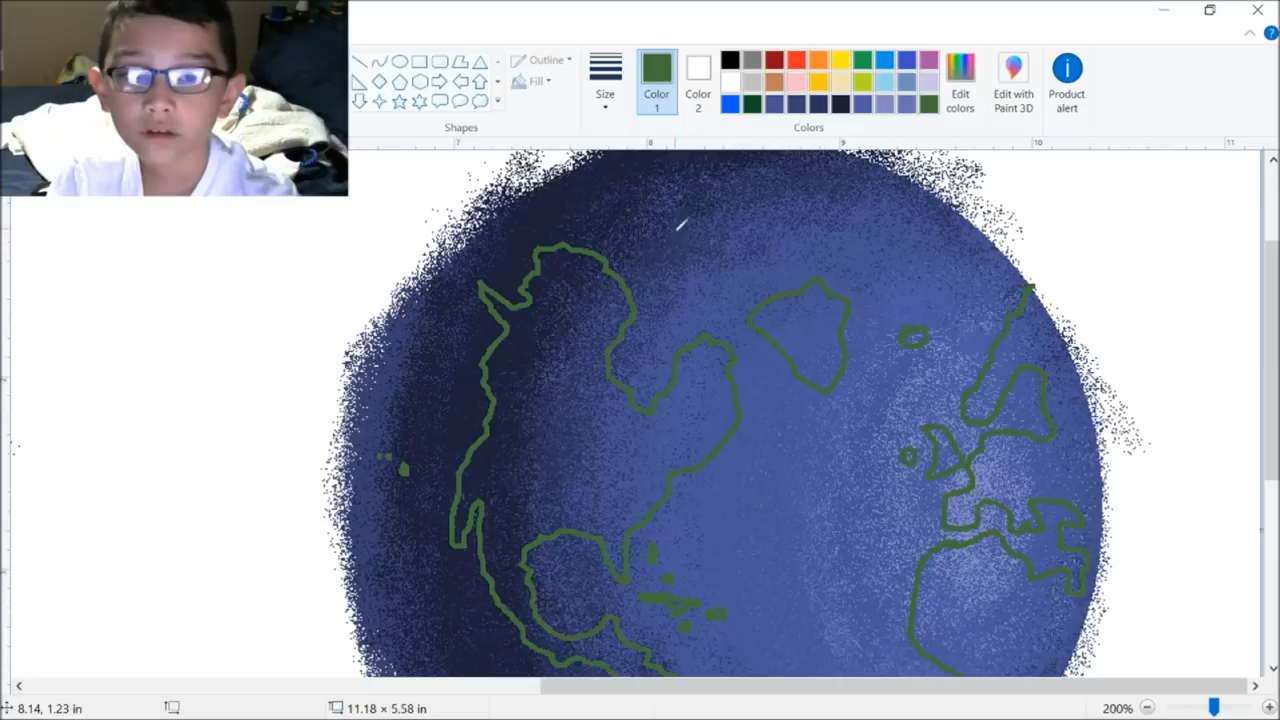 Outline
Fill
Size
Color 1
Color 2
Edit colors
Edit with Paint 3D
Product alert
Shapes
Colors
7 8 9 10 11
8.14, 1.23 in
11.18 × 5.58 in
200%